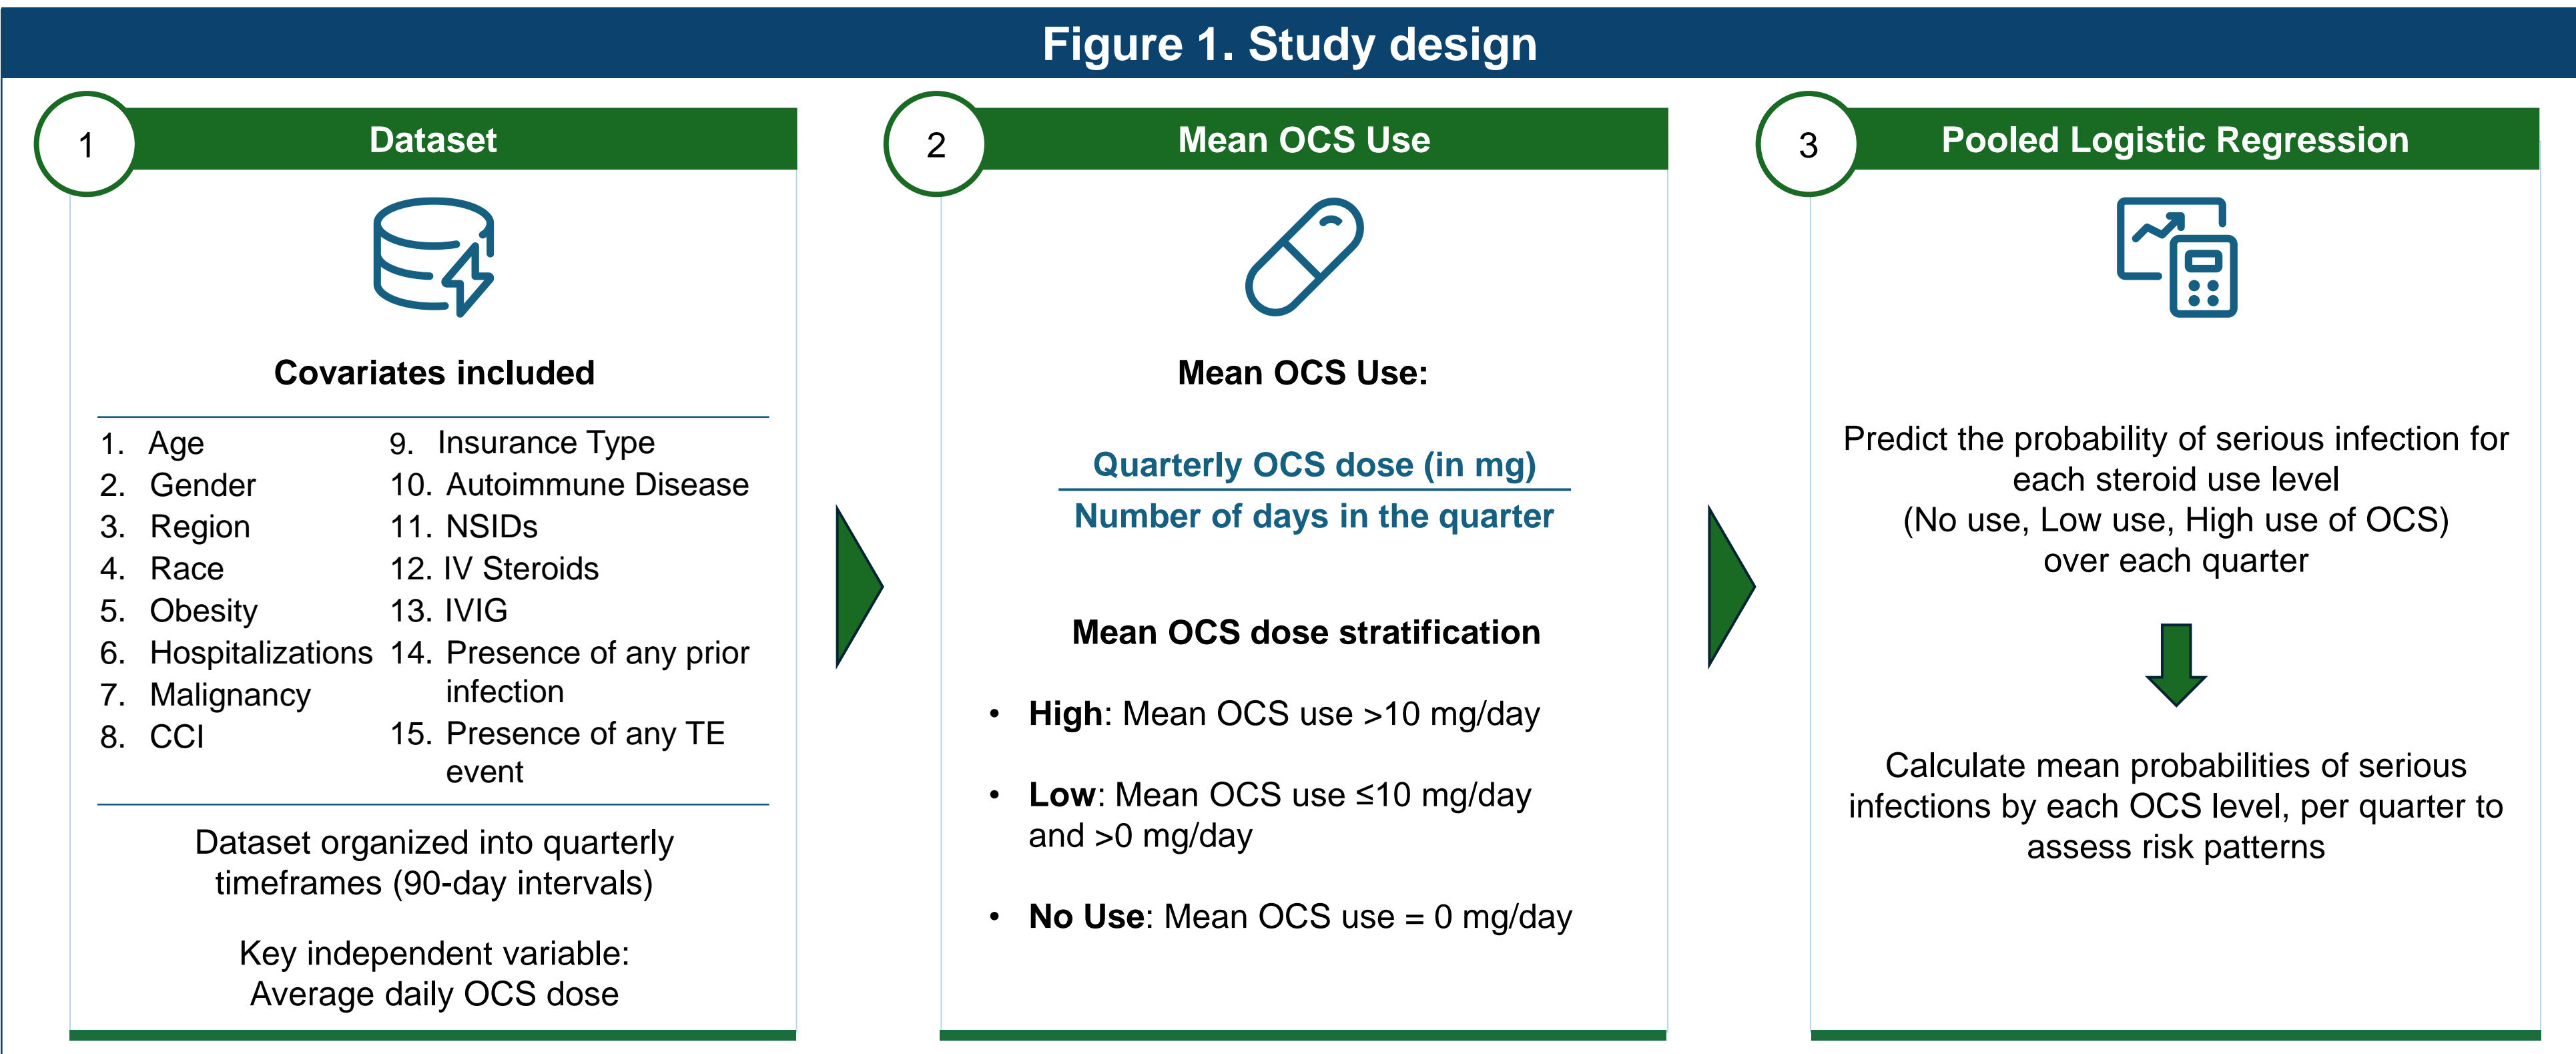 Figure 1. Study design
1
Dataset
Covariates included
1. Age
2. Gender
3. Region
4. Race
5. Obesity
6. Hospitalizations
7. Malignancy
8. CCI
9. Insurance Type
10. Autoimmune Disease
11. NSIDs
12. IV Steroids
13. IVIG
14. Presence of any prior
infection
15. Presence of any TE
event
Dataset organized into quarterly
timeframes (90-day intervals)
Key independent variable:
Average daily OCS dose
2
Mean OCS Use
Mean OCS Use:
Quarterly OCS dose (in mg)
Number of days in the quarter
Mean OCS dose stratification
• High: Mean OCS use >10 mg/day
• Low: Mean OCS use ≤10 mg/day
and >0 mg/day
• No Use: Mean OCS use = 0 mg/day
3
Pooled Logistic Regression
Predict the probability of serious infection for
each steroid use level
(No use, Low use, High use of OCS)
over each quarter
Calculate mean probabilities of serious
infections by each OCS level, per quarter to
assess risk patterns